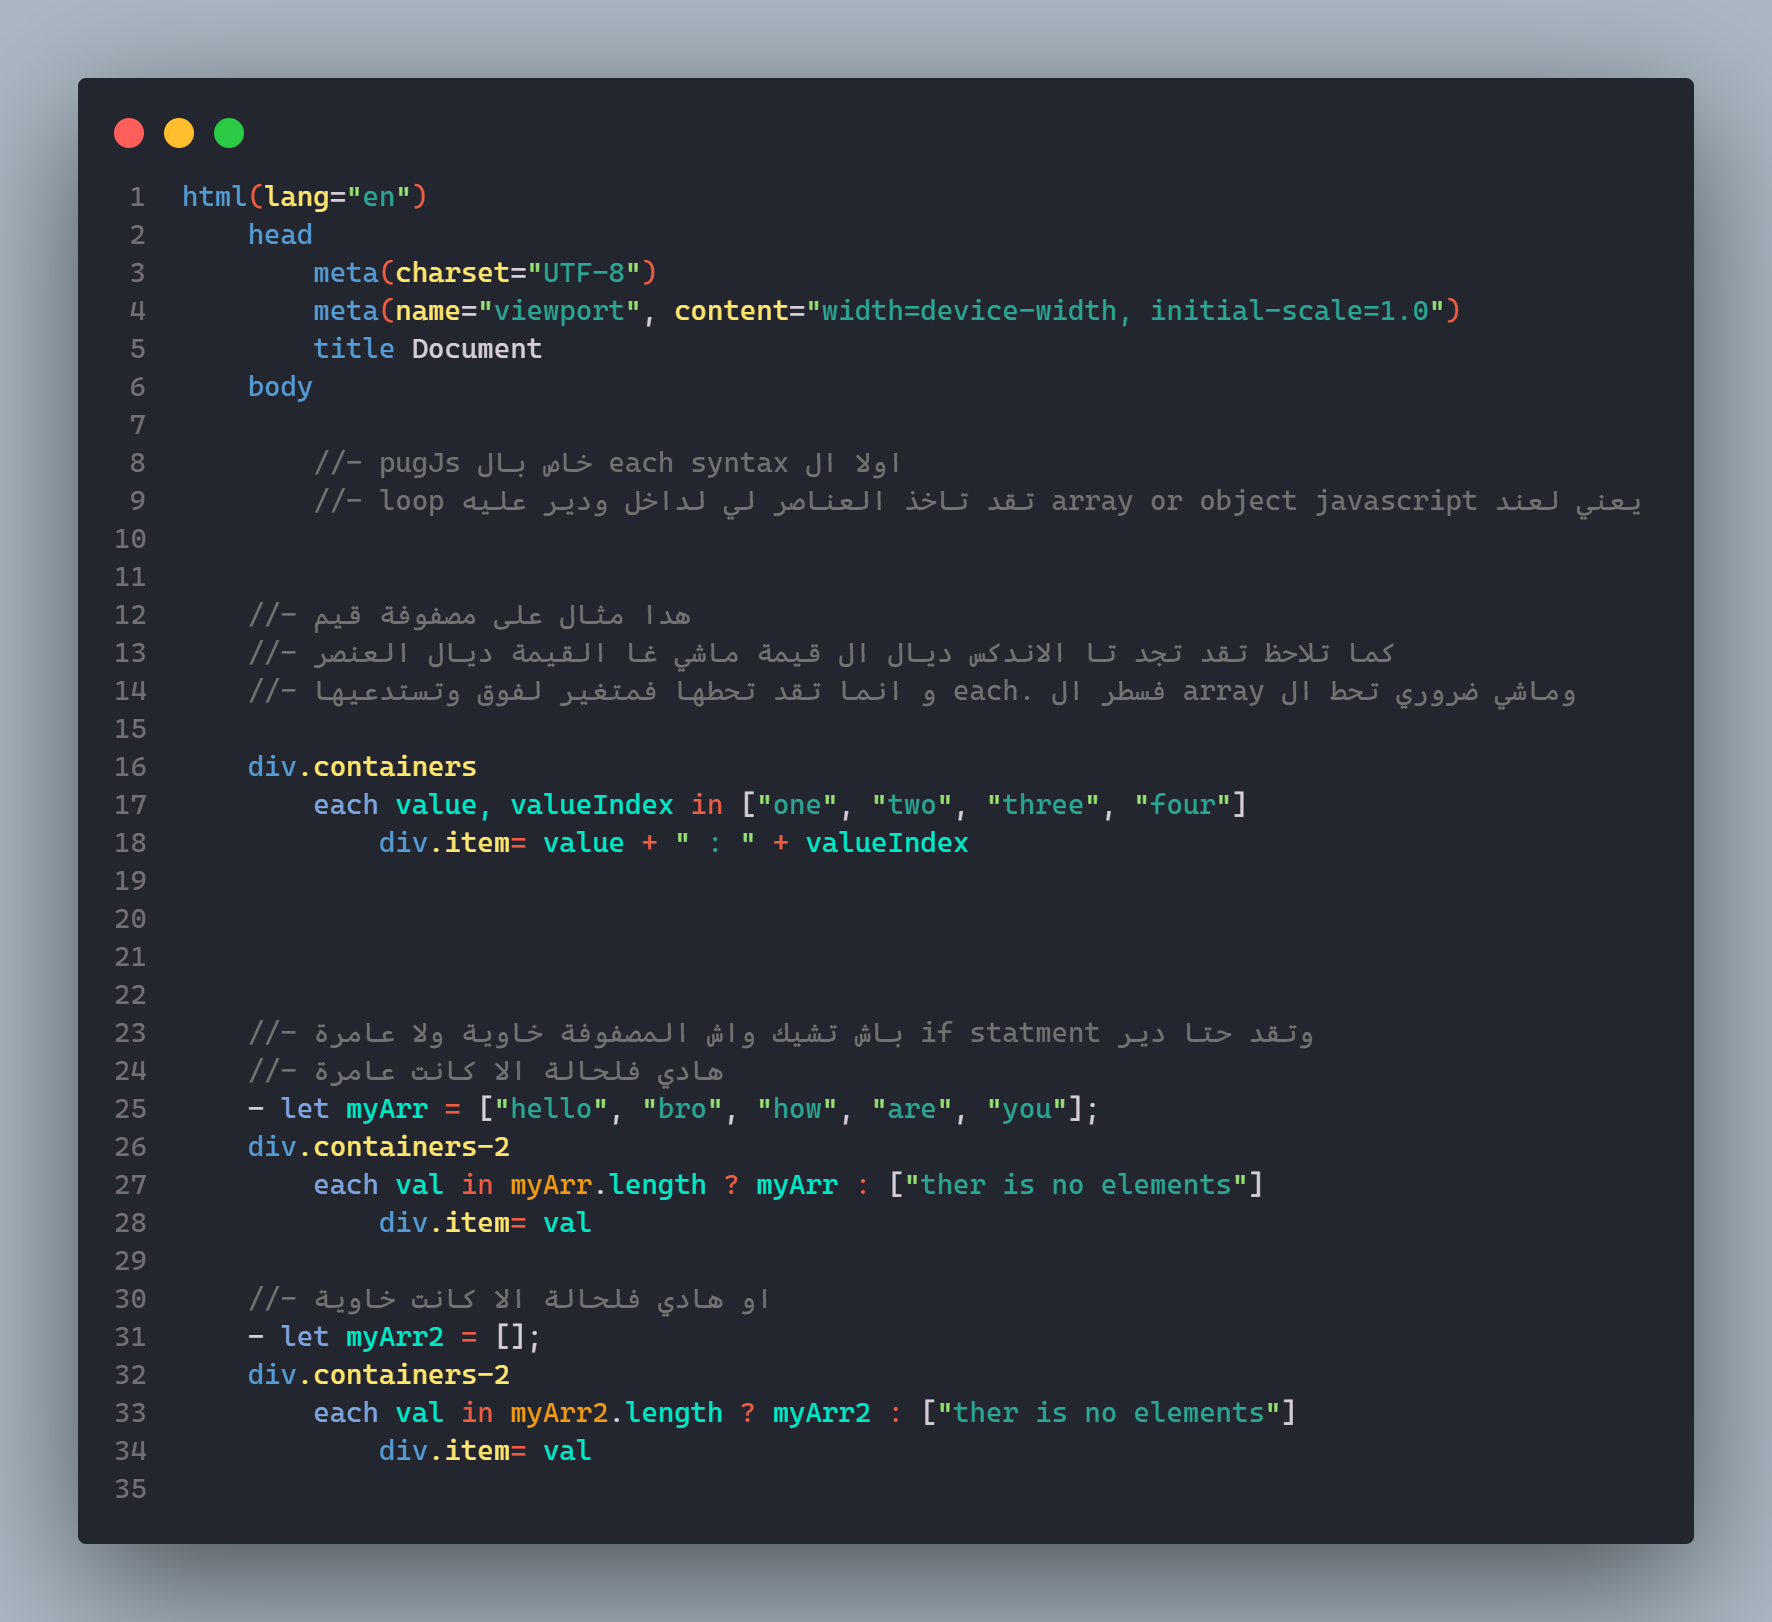 1 html(lang="en")
2     head
3         meta(charset="UTF-8")
4         meta(name="viewport", content="width=device-width, initial-scale=1.0")
5         title Document
6     body
7
8         //- اولا ال each syntax خاص بال pugJs
9         //- يعني لعند array or object javascript تقد تاخذ العناصر لي لداخل ودير عليه loop
10
11
12     //- هدا مثال على مصفوفة قيم
13     //- كما تلاحظ تقد تجد تا الاندكس ديال ال قيمة ماشي غا القيمة ديال العنصر
14     //- وماشي ضروري تحط ال array فسطر ال each. و انما تقد تحطها فمتغير لفوق وتستدعيها
15
16     div.containers
17         each value, valueIndex in ["one", "two", "three", "four"]
18             div.item= value + " : " + valueIndex
19
20
21
22
23     //- وتقد حتا دير if statment باش تشيك واش المصفوفة خاوية ولا عامرة
24     //- هادي فلحالة الا كانت عامرة
25     - let myArr = ["hello", "bro", "how", "are", "you"];
26     div.containers-2
27         each val in myArr.length ? myArr : ["ther is no elements"]
28             div.item= val
29
30     //- او هادي فلحالة الا كانت خاوية
31     - let myArr2 = [];
32     div.containers-2
33         each val in myArr2.length ? myArr2 : ["ther is no elements"]
34             div.item= val
35